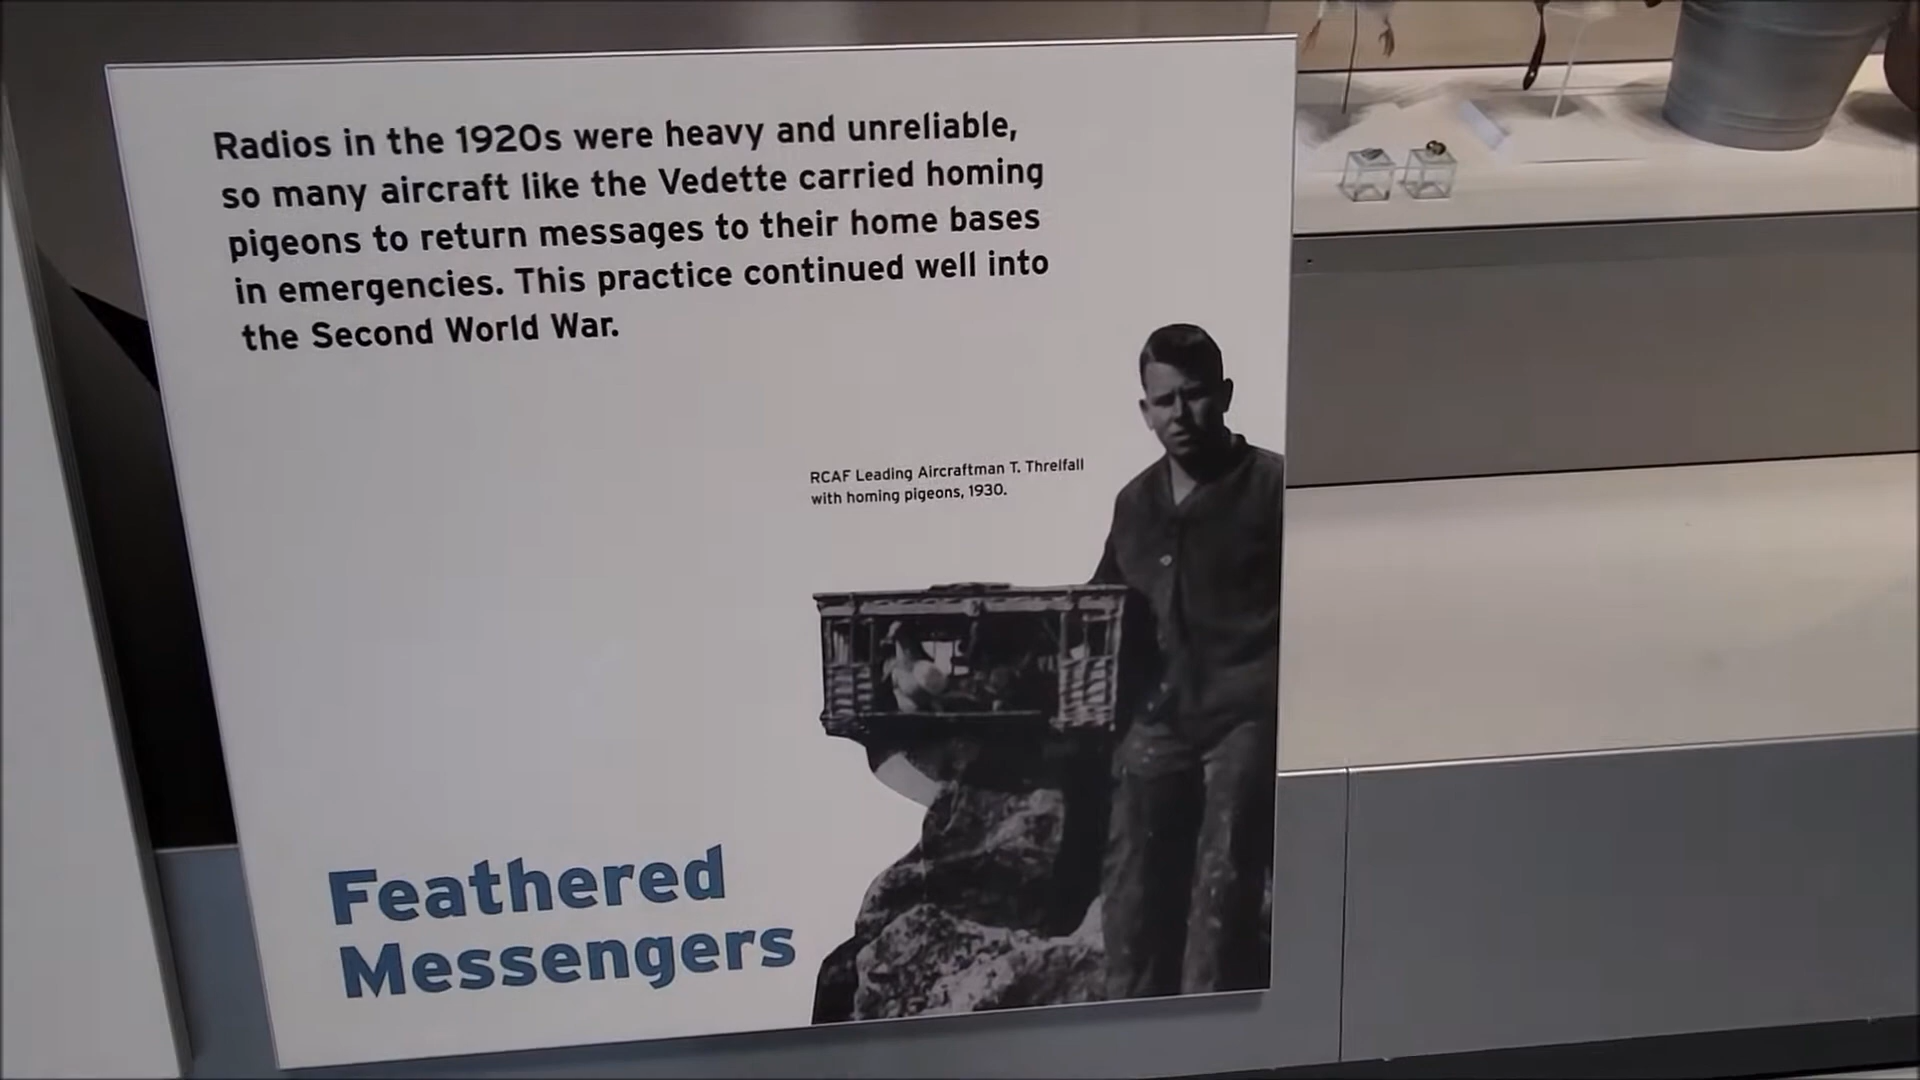 Radios in the 1920s were heavy and unreliable,
so many aircraft like the Vedette carried homing
pigeons to return messages to their home bases
in emergencies. This practice continued well into
the Second World War.
RCAF Leading Aircraftman T. Threlfall
with homing pigeons, 1930.
Feathered
Messengers